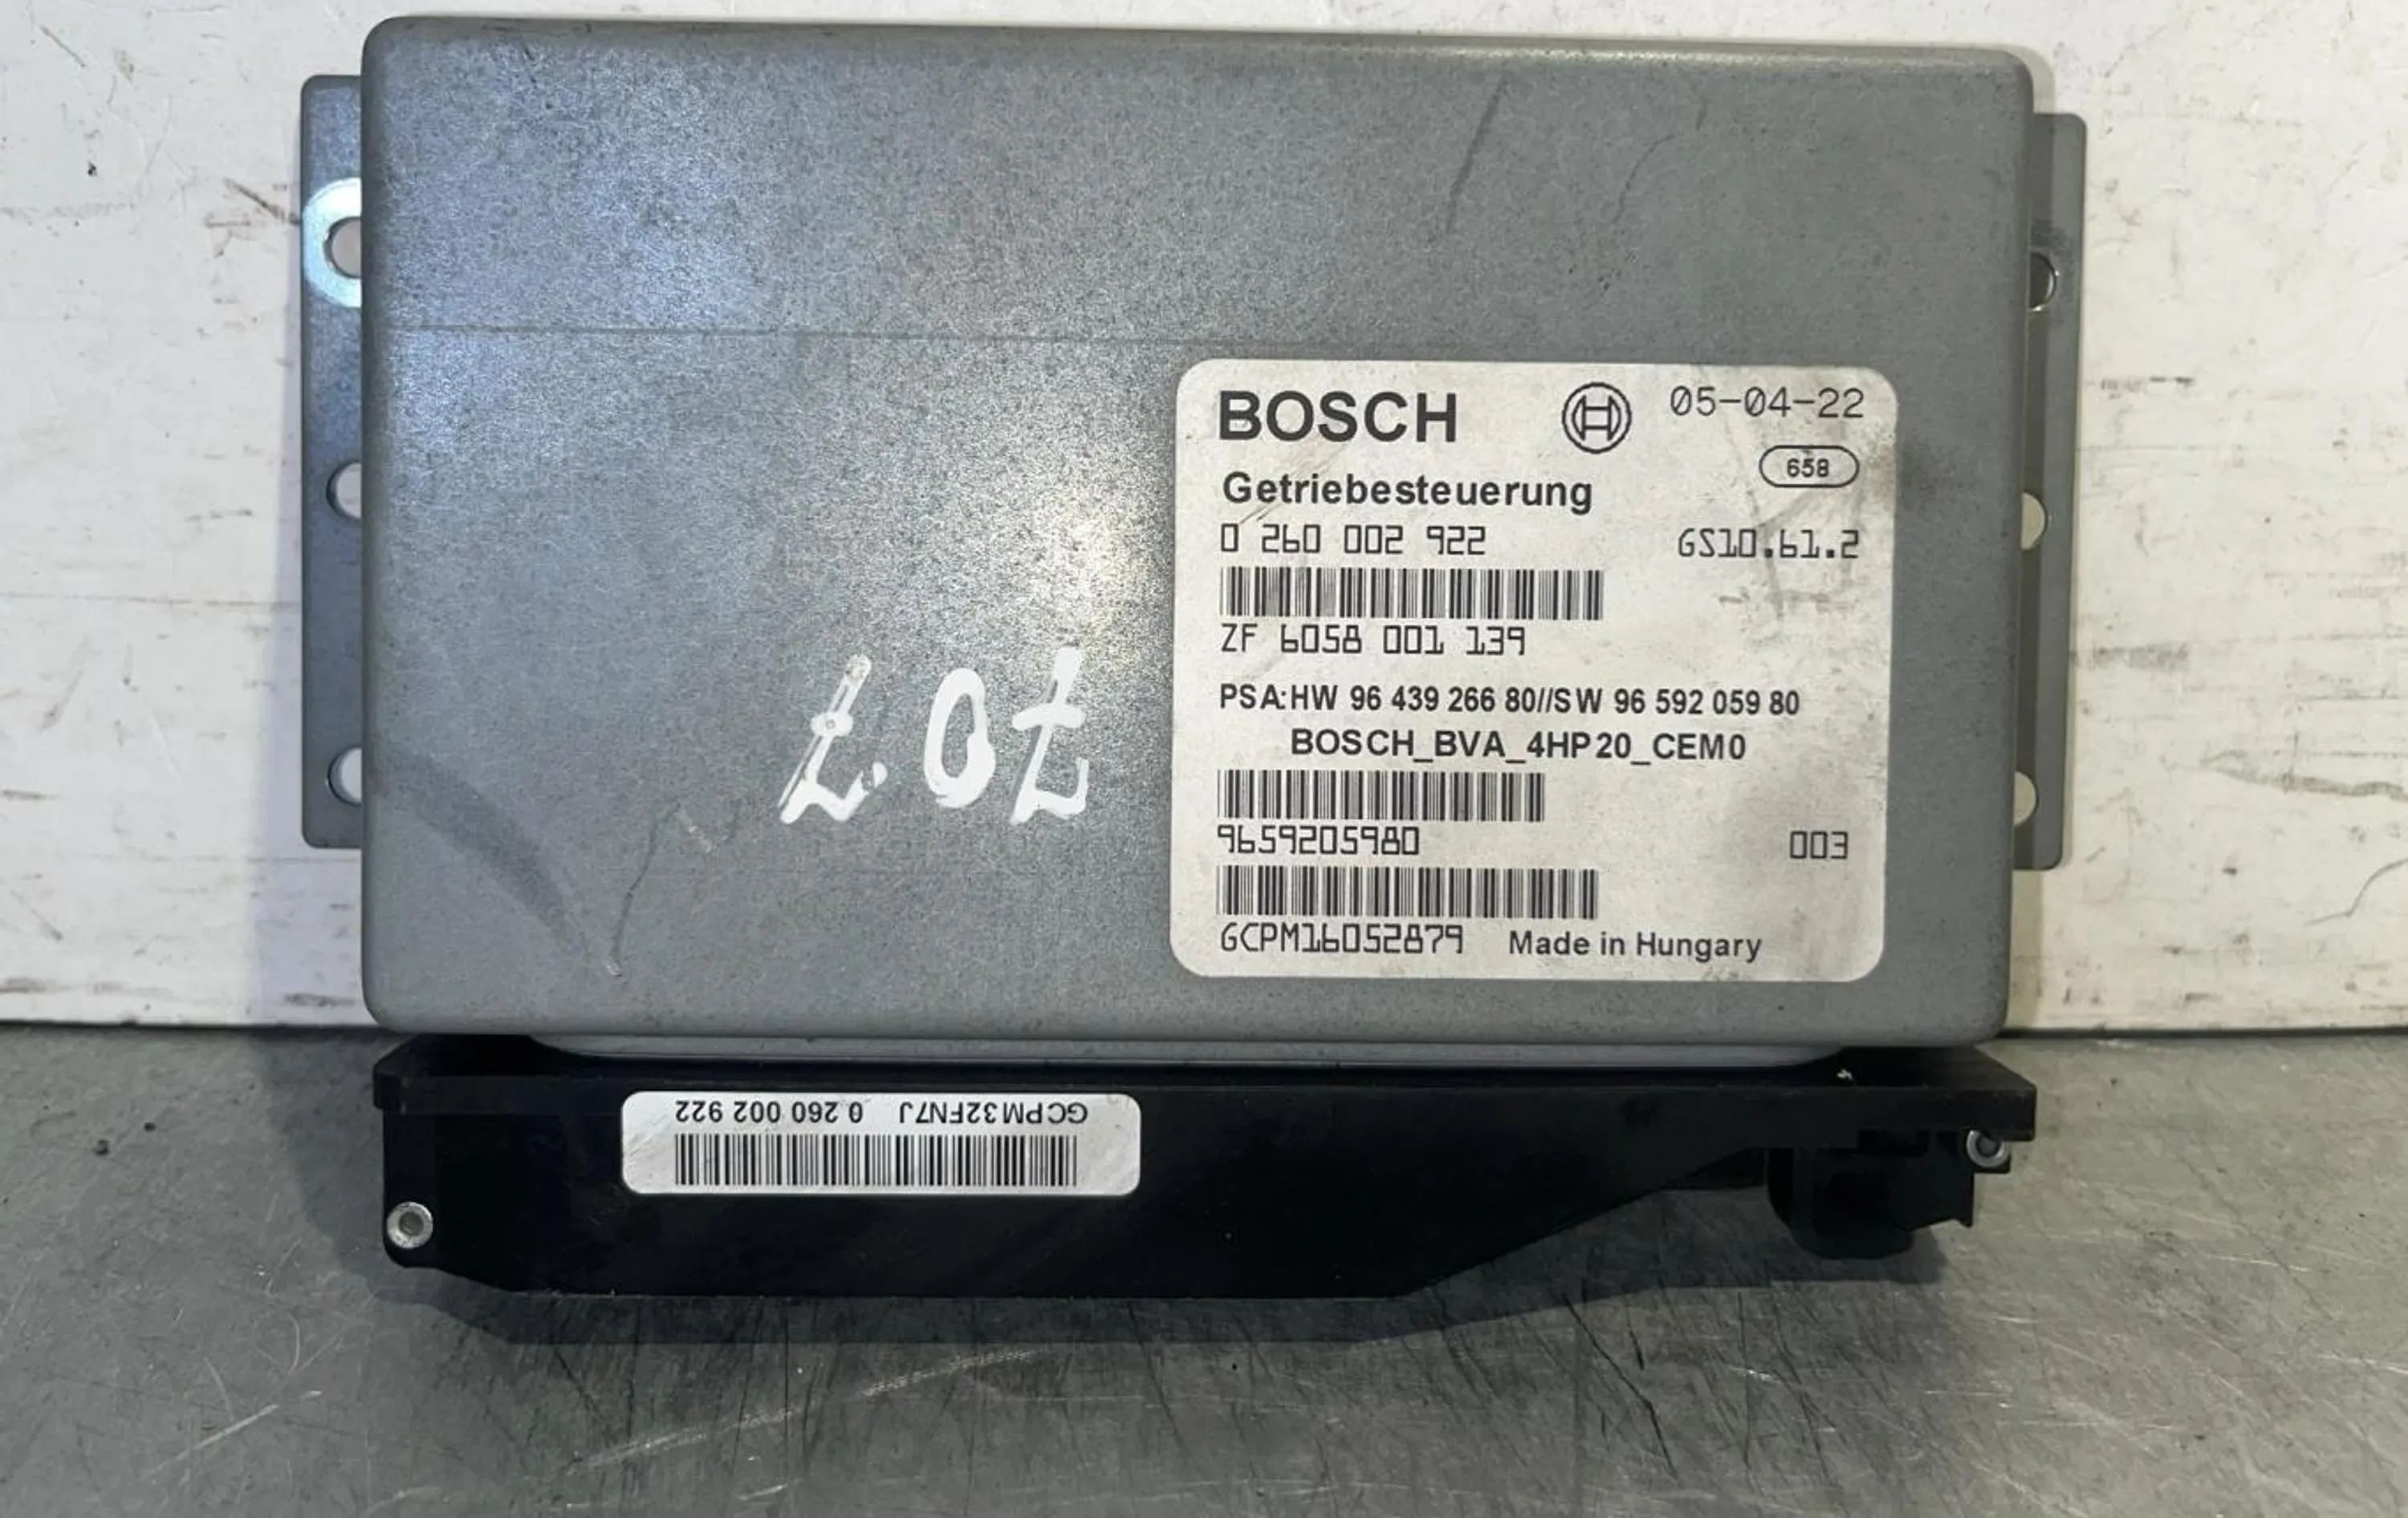 BOSCH 05-04-22
658
Getriebesteuerung
0 260 002 922 GS10.61.2
ZF 6058 001 139
PSA:HW 96 439 266 80//SW 96 592 059 80
BOSCH_BVA_4HP20_CEM0
9659205980 003
GCPM16052879 Made in Hungary
707
GCPM32FN7J 0 260 002 922